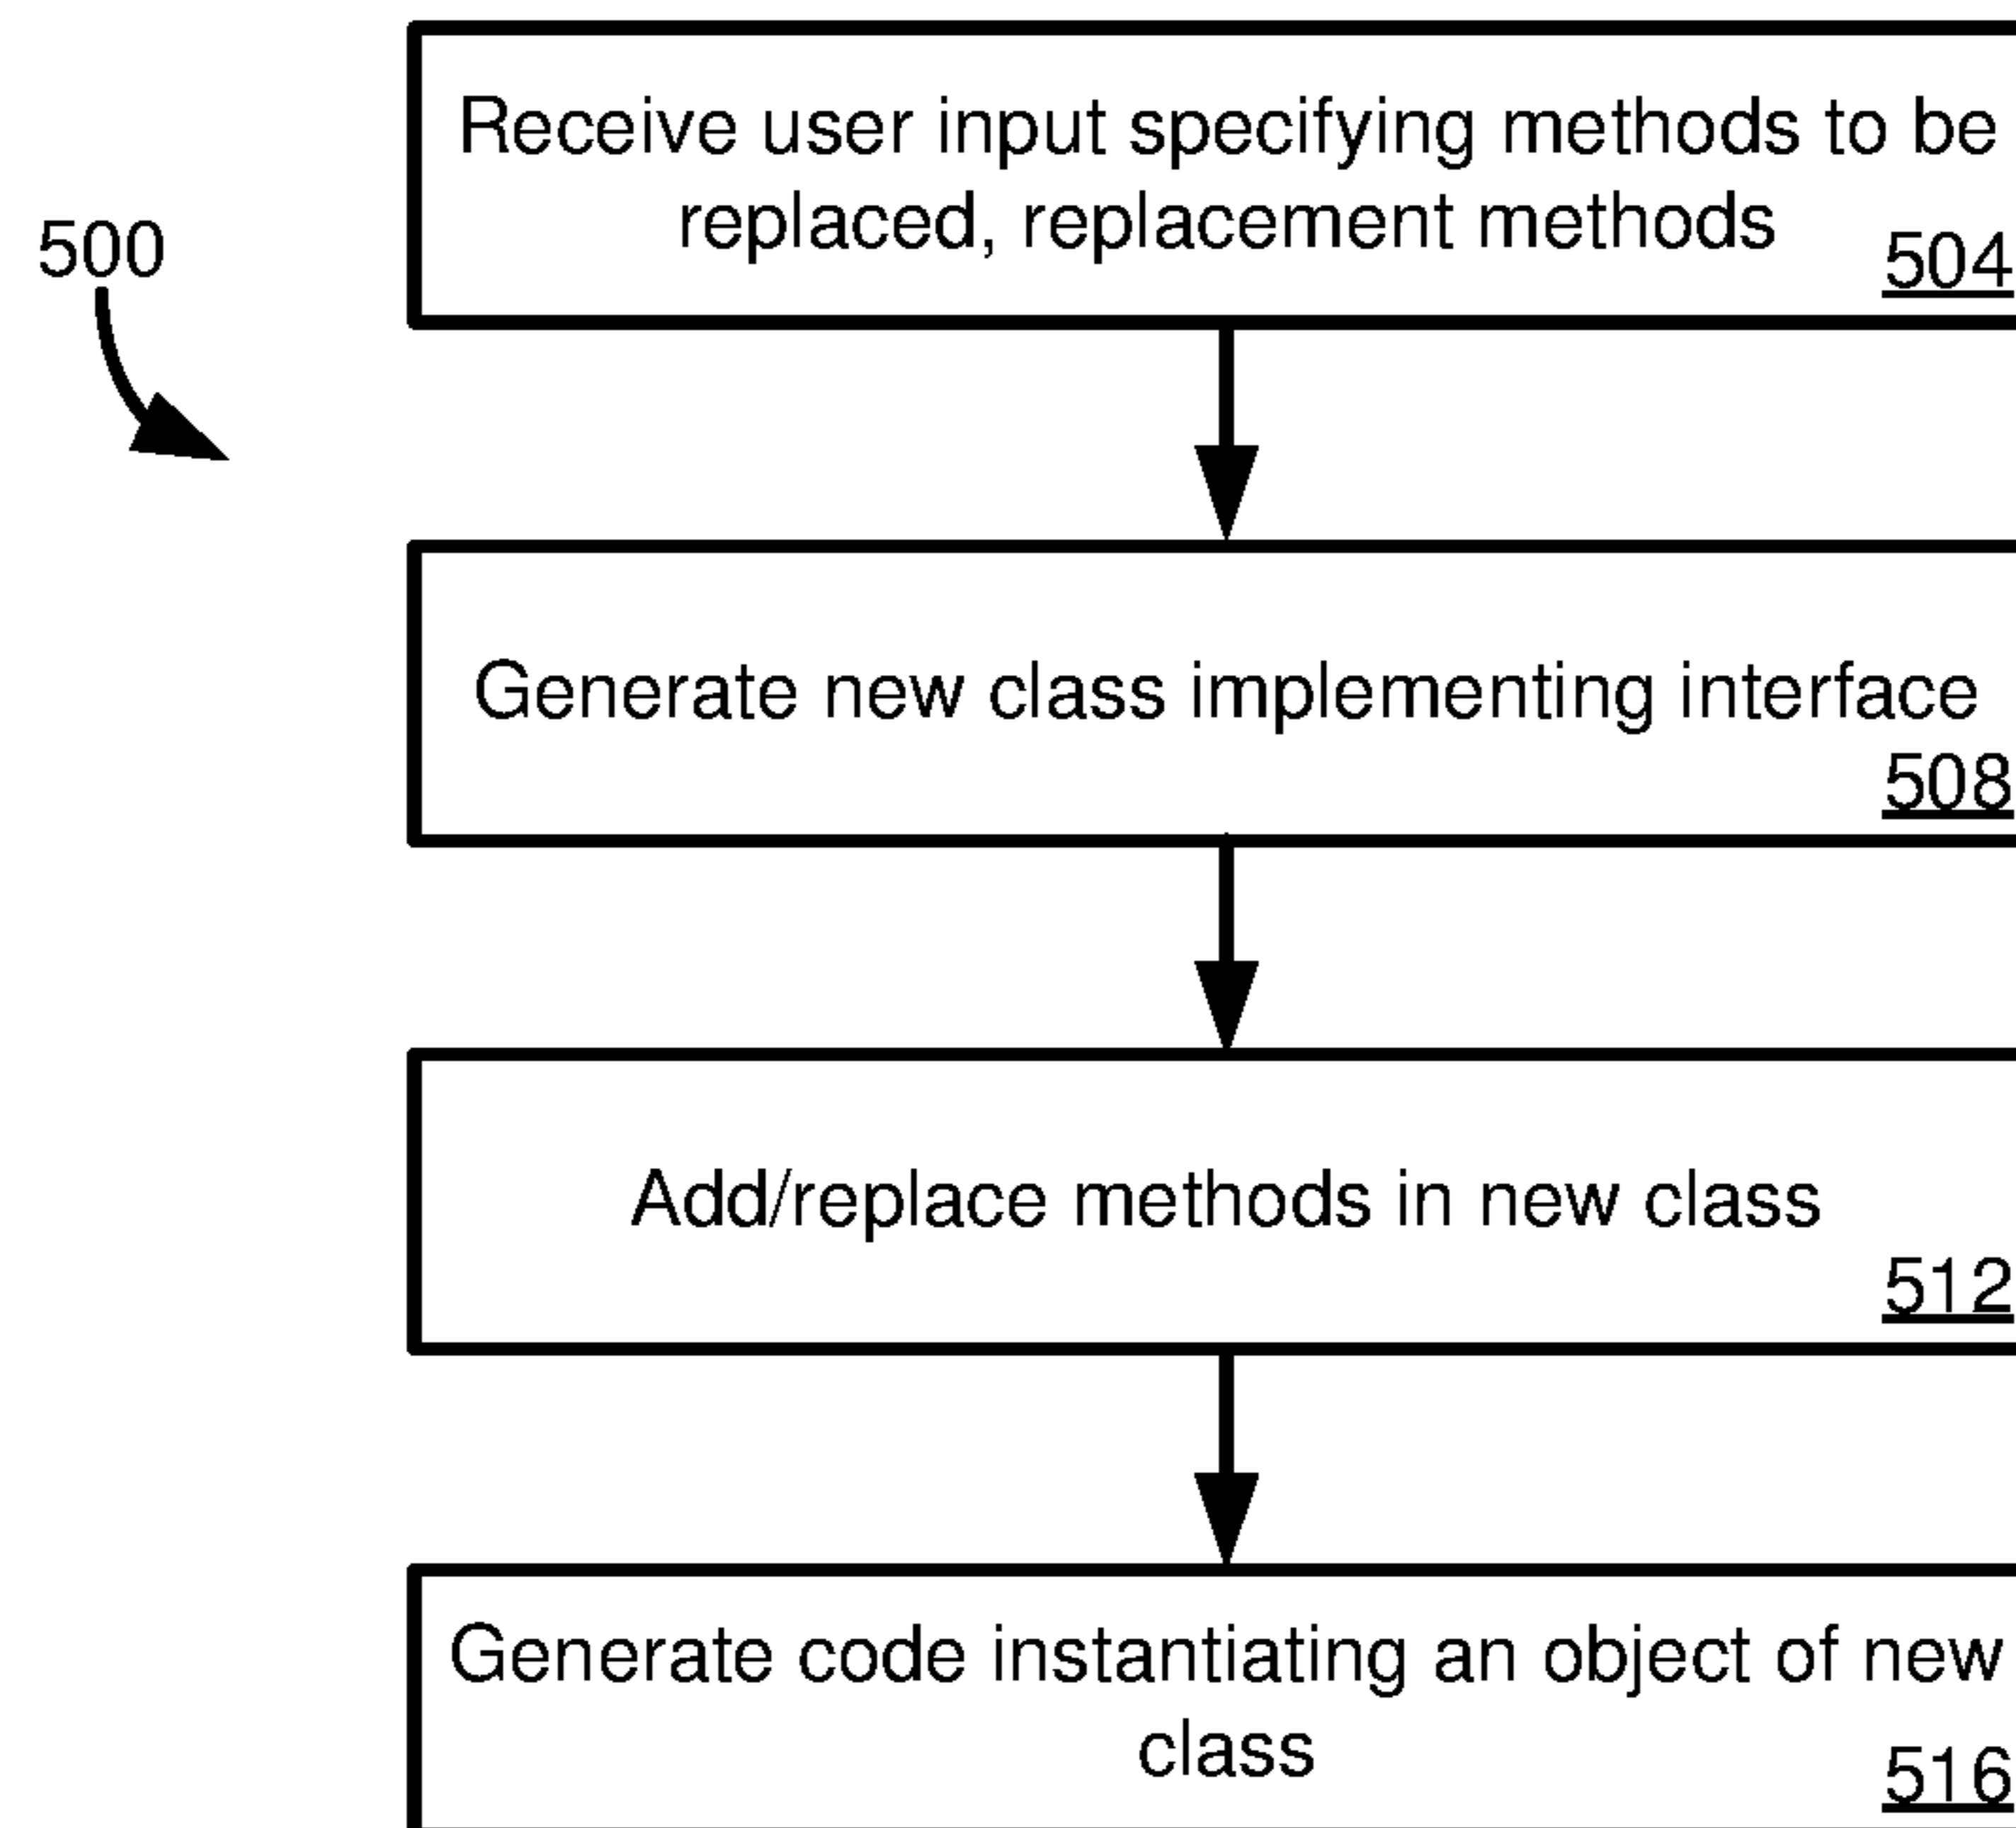 Receive user input specifying methods to be
replaced, replacement methods
504
500
Generate new class implementing interface
508
Add/replace methods in new class
512
Generate code instantiating an object of new
class
516